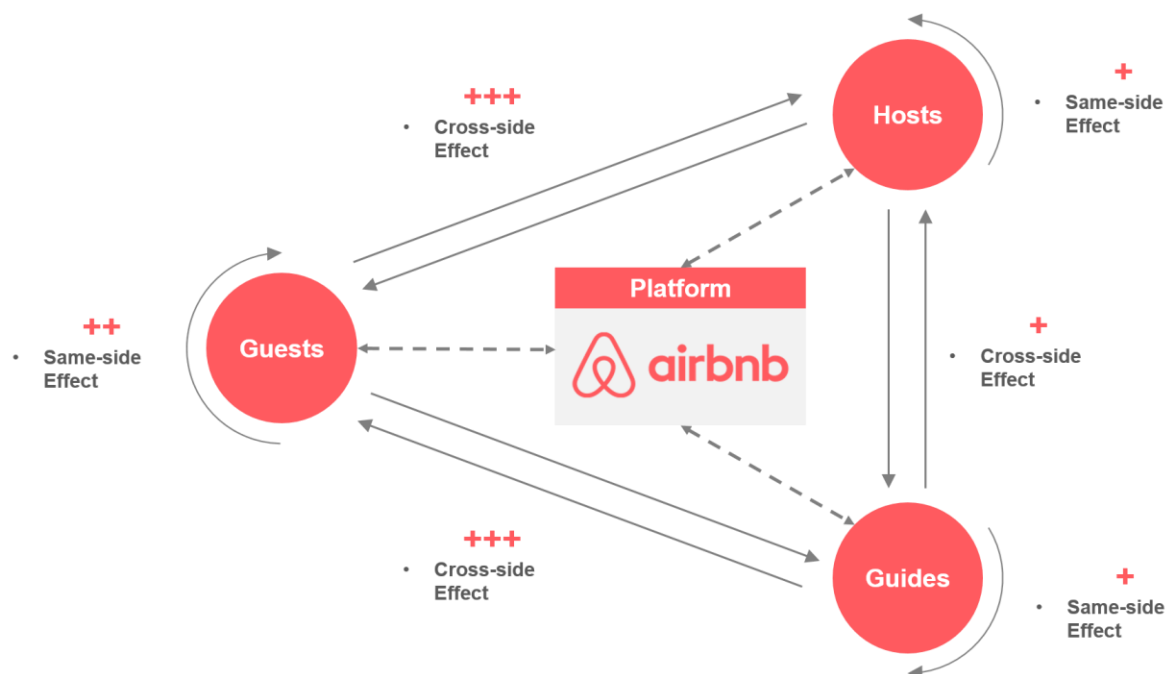 +++
• Cross-side
Effect
Hosts
+
• Same-side
Effect
++
• Same-side
Effect
Guests
Platform
airbnb
+
• Cross-side
Effect
+++
• Cross-side
Effect
Guides
+
• Same-side
Effect